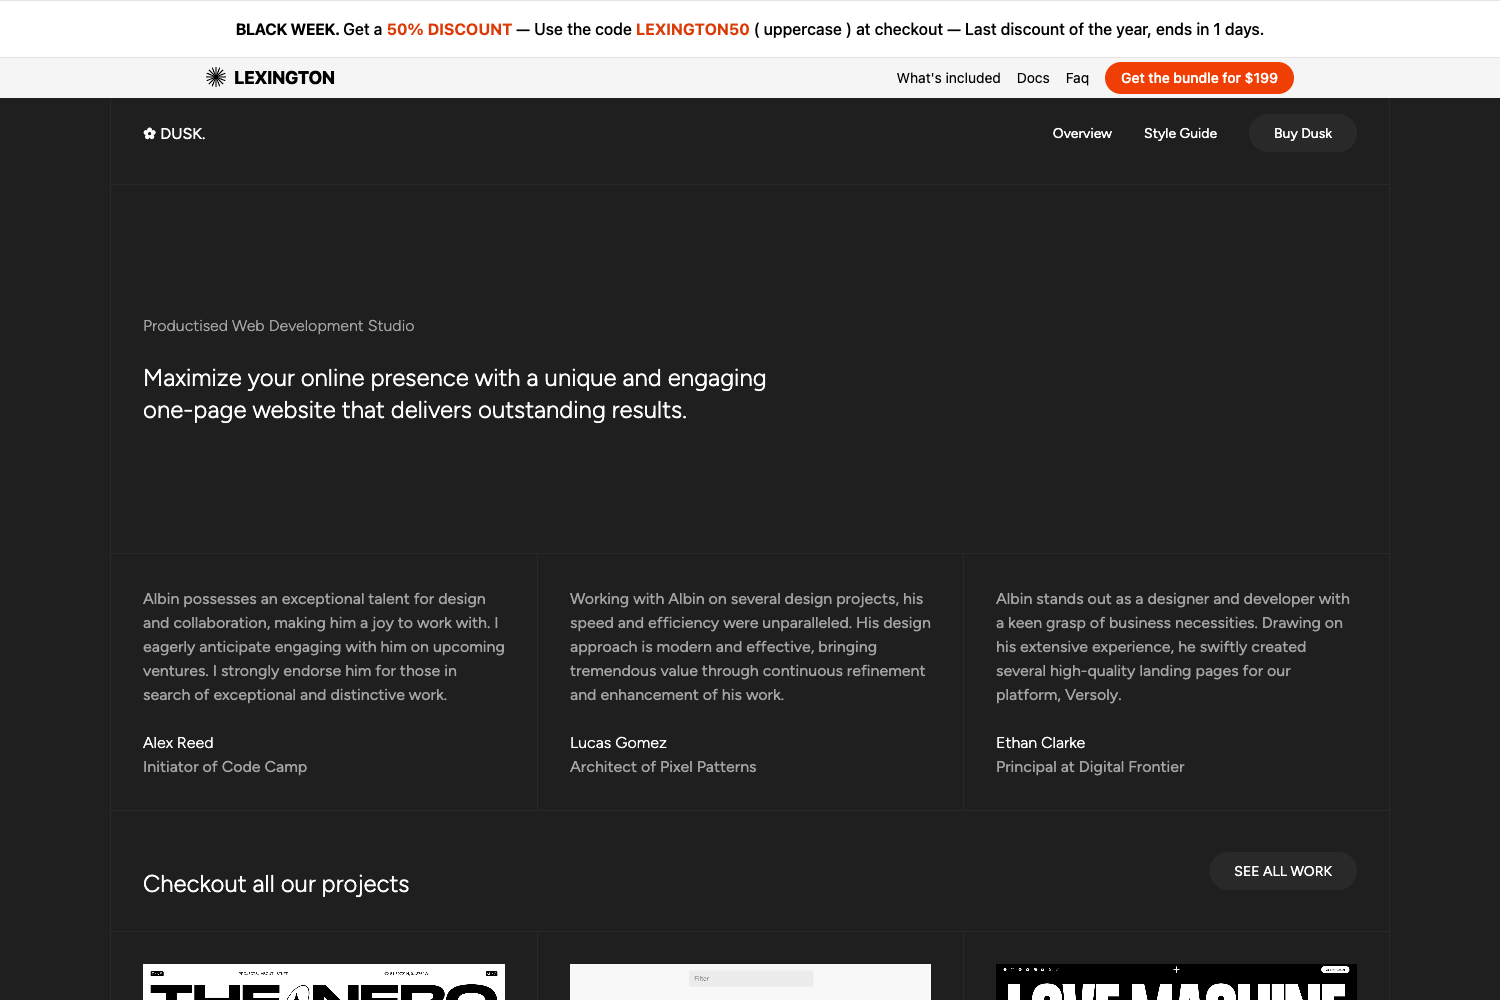 BLACK WEEK. Get a 50% DISCOUNT — Use the code LEXINGTON50 ( uppercase ) at checkout — Last discount of the year, ends in 1 days.
LEXINGTON
What's included
Docs
Faq
Get the bundle for $199
✿ DUSK.
Overview
Style Guide
Buy Dusk
Productised Web Development Studio
Maximize your online presence with a unique and engaging
one-page website that delivers outstanding results.
Albin possesses an exceptional talent for design
and collaboration, making him a joy to work with. I
eagerly anticipate engaging with him on upcoming
ventures. I strongly endorse him for those in
search of exceptional and distinctive work.
Alex Reed
Initiator of Code Camp
Working with Albin on several design projects, his
speed and efficiency were unparalleled. His design
approach is modern and effective, bringing
tremendous value through continuous refinement
and enhancement of his work.
Lucas Gomez
Architect of Pixel Patterns
Albin stands out as a designer and developer with
a keen grasp of business necessities. Drawing on
his extensive experience, he swiftly created
several high-quality landing pages for our
platform, Versoly.
Ethan Clarke
Principal at Digital Frontier
Checkout all our projects
SEE ALL WORK
THE NERO
Filter
LOVE MACHINE